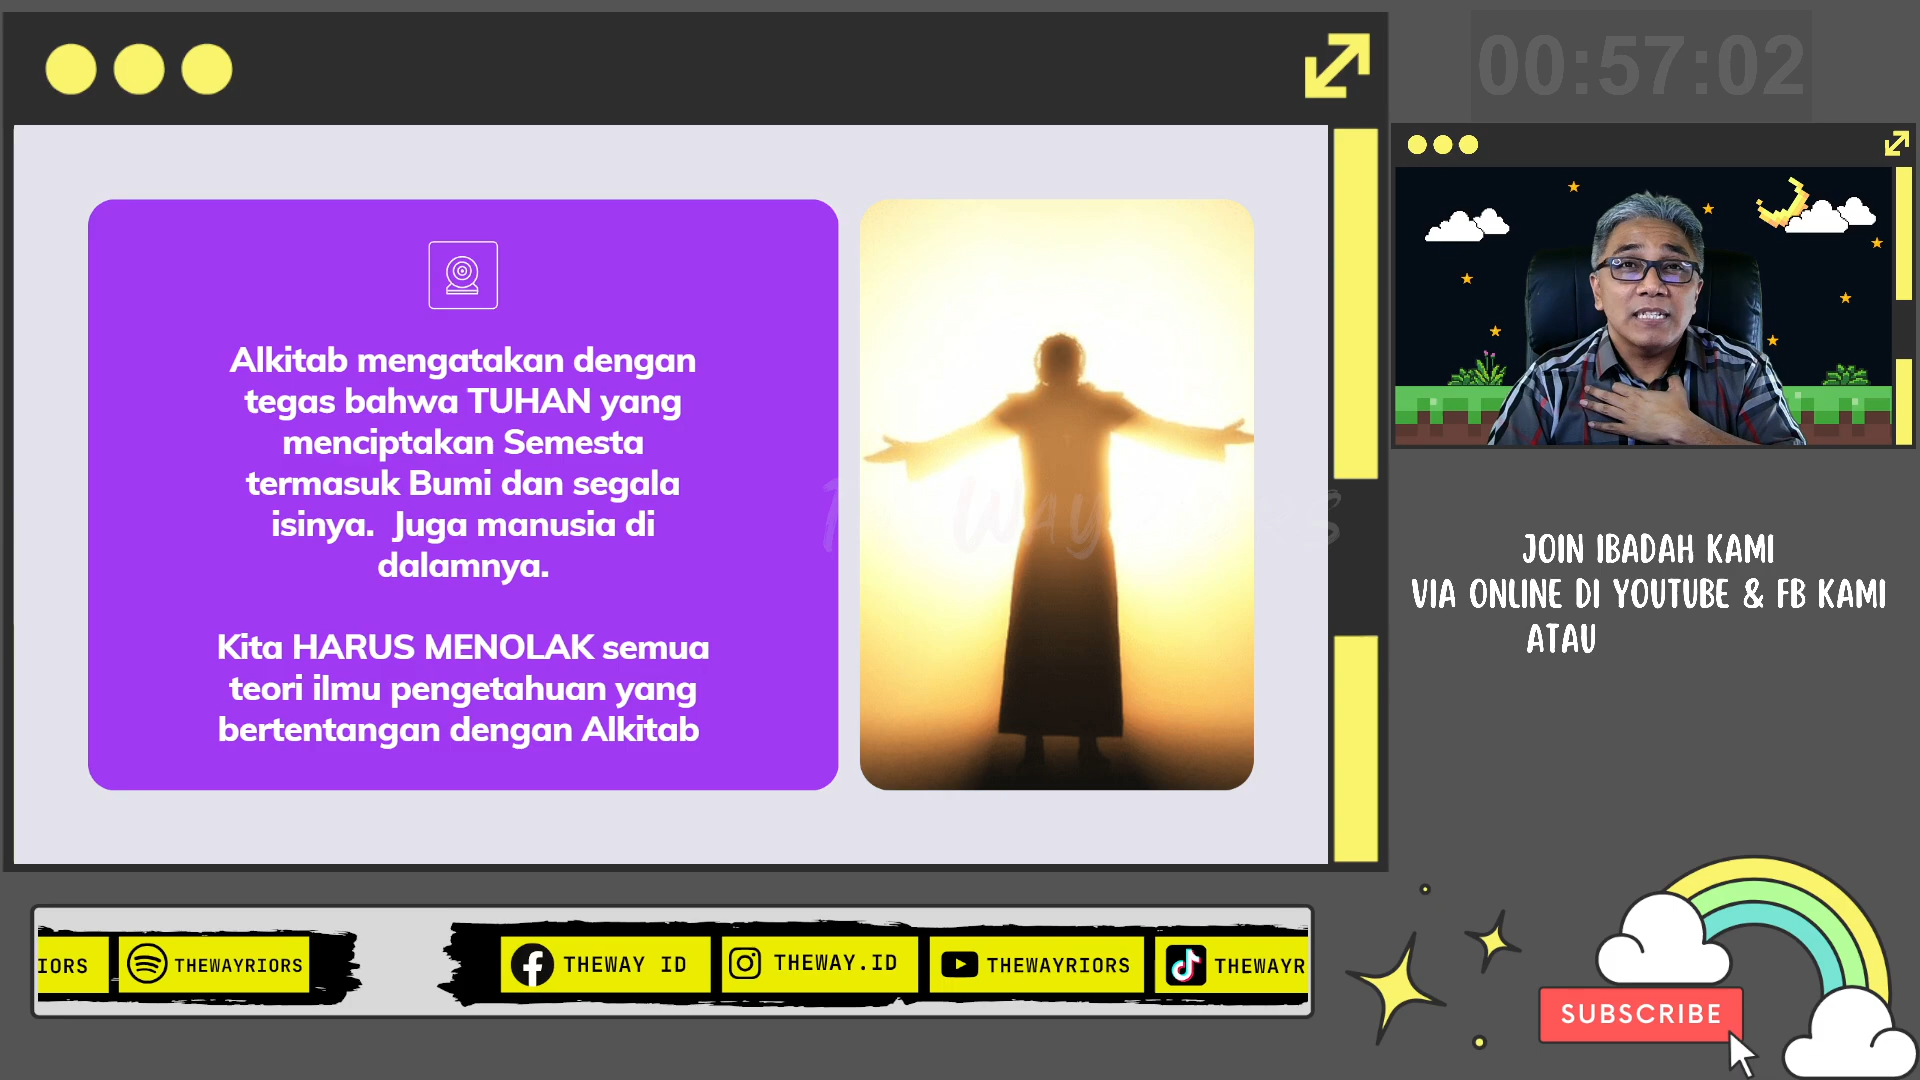 00:57:02
Alkitab mengatakan dengan
tegas bahwa TUHAN yang
menciptakan Semesta
termasuk Bumi dan segala
isinya.  Juga manusia di
dalamnya.
Kita HARUS MENOLAK semua
teori ilmu pengetahuan yang
bertentangan dengan Alkitab
JOIN IBADAH KAMI
VIA ONLINE DI YOUTUBE & FB KAMI
ATAU
IORS
THEWAYRIORS
THEWAY ID
THEWAY.ID
THEWAYRIORS
THEWAYR
SUBSCRIBE